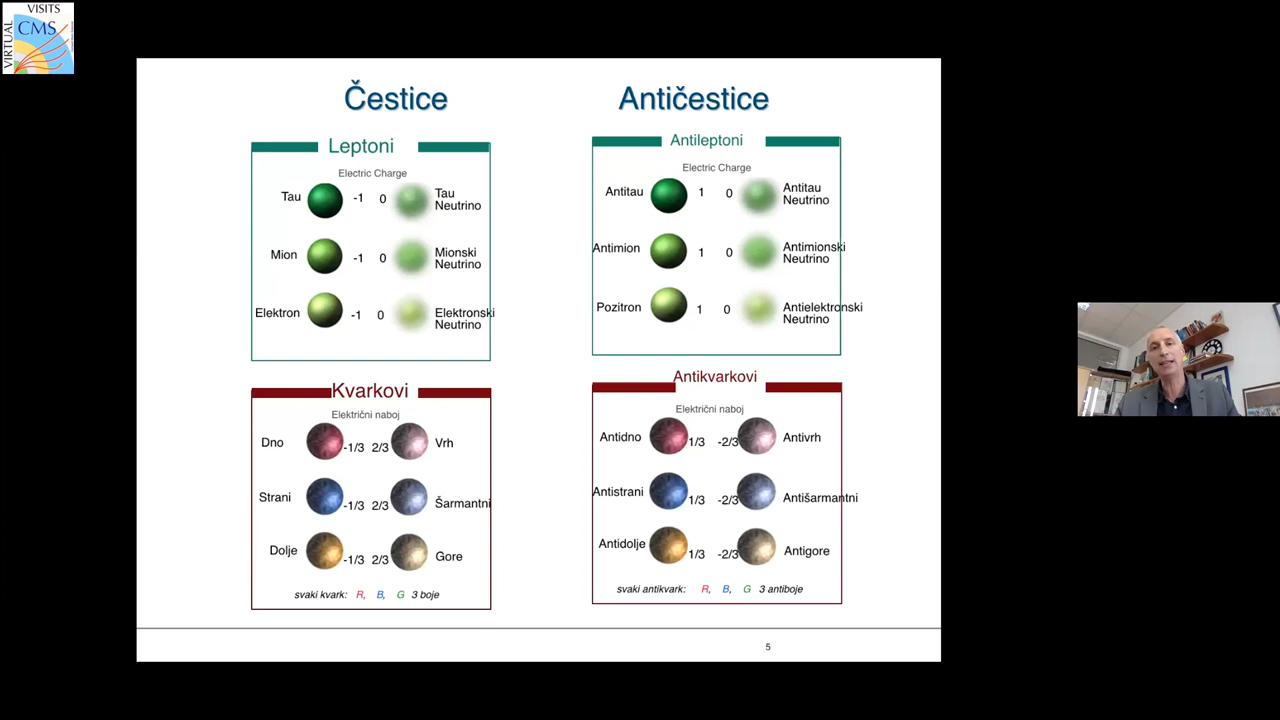 VISITS
CMS
VIRTUAL
Čestice
Antičestice
Leptoni
Electric Charge
Tau -1 0 Tau
Neutrino
Mion -1 0 Mionski
Neutrino
Elektron -1 0 Elektronski
Neutrino
Antileptoni
Electric Charge
Antitau 1 0 Antitau
Neutrino
Antimion 1 0 Antimionski
Neutrino
Pozitron 1 0 Antielektronski
Neutrino
Kvarkovi
Električni naboj
Dno -1/3 2/3 Vrh
Strani -1/3 2/3 Šarmantni
Dolje -1/3 2/3 Gore
svaki kvark: R, B, G 3 boje
Antikvarkovi
Električni naboj
Antidno 1/3 -2/3 Antivrh
Antistrani 1/3 -2/3 Antišarmantni
Antidolje 1/3 -2/3 Antigore
svaki antikvark: R, B, G 3 antiboje
5